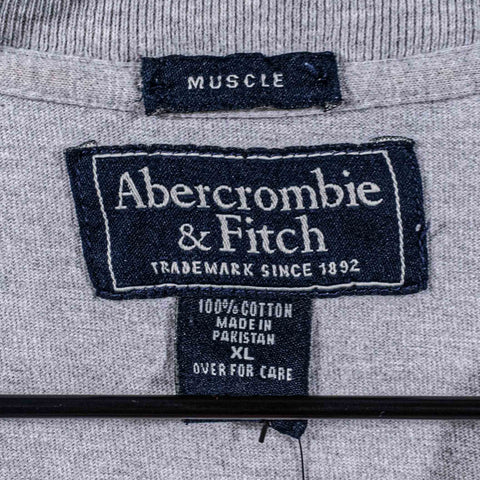 MUSCLE
Abercrombie
& Fitch
TRADEMARK SINCE 1892
100% COTTON
MADE IN
PAKISTAN
XL
OVER FOR CARE